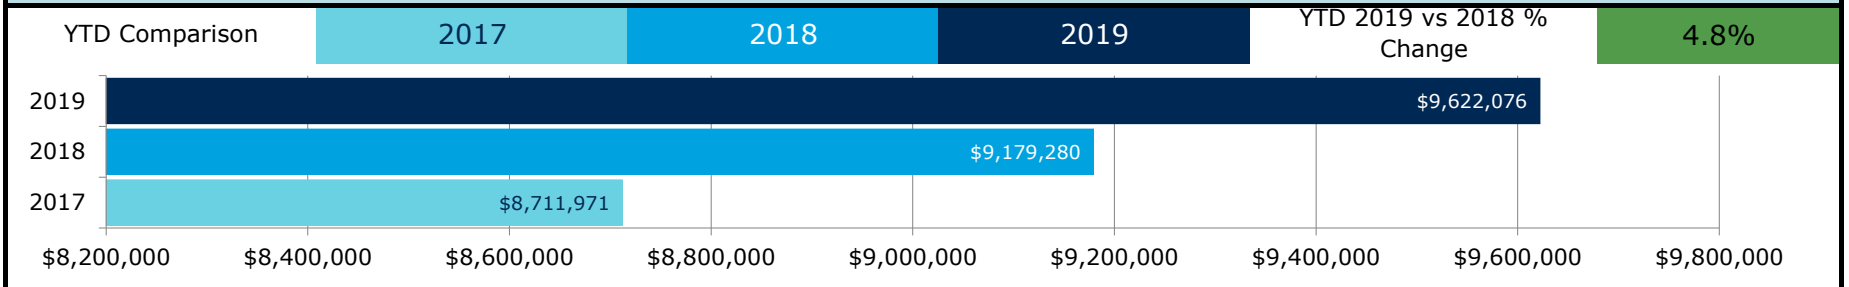 YTD Comparison 2017 2018 2019 YTD 2019 vs 2018 %
Change 4.8%
2019 $9,622,076
2018 $9,179,280
2017 $8,711,971
$8,200,000 $8,400,000 $8,600,000 $8,800,000 $9,000,000 $9,200,000 $9,400,000 $9,600,000 $9,800,000